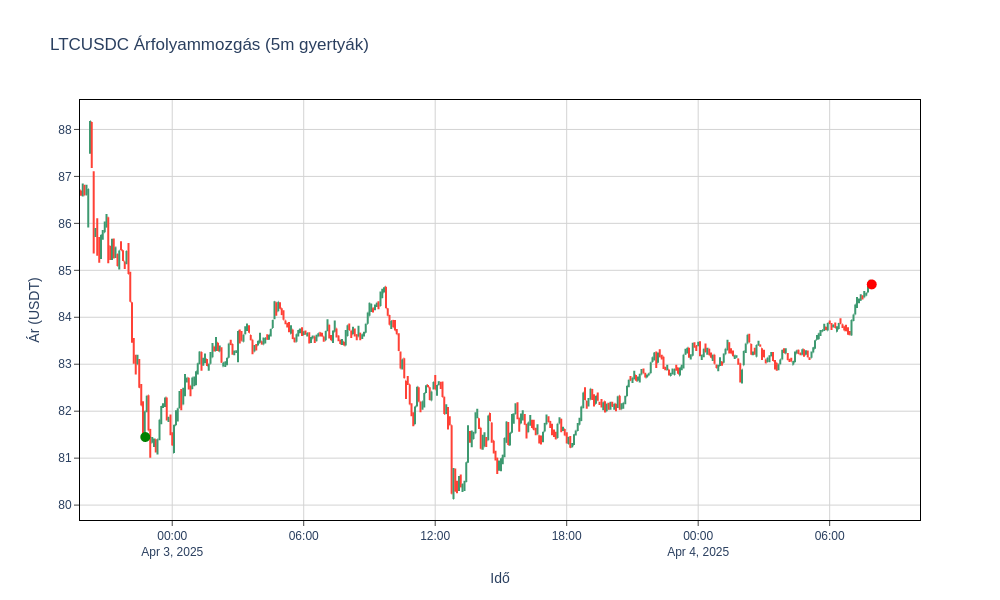 LTCUSDC Árfolyammozgás (5m gyertyák)
Ár (USDT)
88
87
86
85
84
83
82
81
80
00:00 06:00 12:00 18:00 00:00 06:00
Apr 3, 2025 Apr 4, 2025
Idő